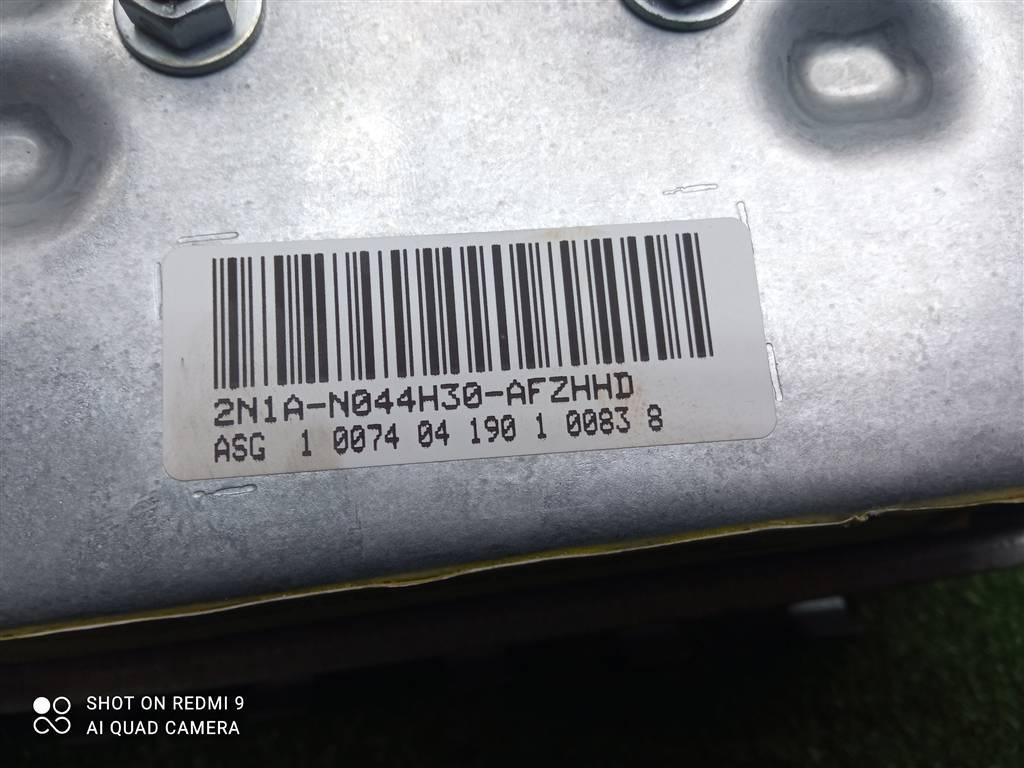 2N1A-N044H30-AFZHHD
ASG 1 0074 04 190 1 0083 8
SHOT ON REDMI 9
AI QUAD CAMERA